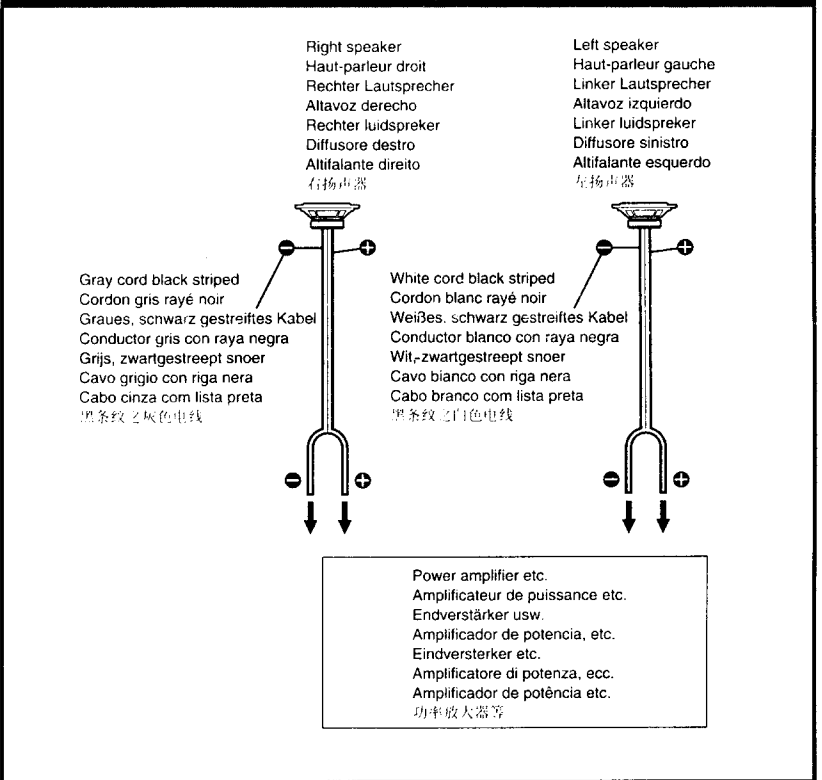 Right speaker
Haut-parleur droit
Rechter Lautsprecher
Altavoz derecho
Rechter luidspreker
Diffusore destro
Altifalante direito
右扬声器
Left speaker
Haut-parleur gauche
Linker Lautsprecher
Altavoz izquierdo
Linker luidspreker
Diffusore sinistro
Altifalante esquerdo
左扬声器
Gray cord black striped
Cordon gris rayé noir
Graues, schwarz gestreiftes Kabel
Conductor gris con raya negra
Grijs, zwartgestreept snoer
Cavo grigio con riga nera
Cabo cinza com lista preta
黑条纹之灰色电线
White cord black striped
Cordon blanc rayé noir
Weißes, schwarz gestreiftes Kabel
Conductor blanco con raya negra
Wit, zwartgestreept snoer
Cavo bianco con riga nera
Cabo branco com lista preta
黑条纹之白色电线
Power amplifier etc.
Amplificateur de puissance etc.
Endverstärker usw.
Amplificador de potencia, etc.
Eindversterker etc.
Amplificatore di potenza, ecc.
Amplificador de potência etc.
功率放大器等